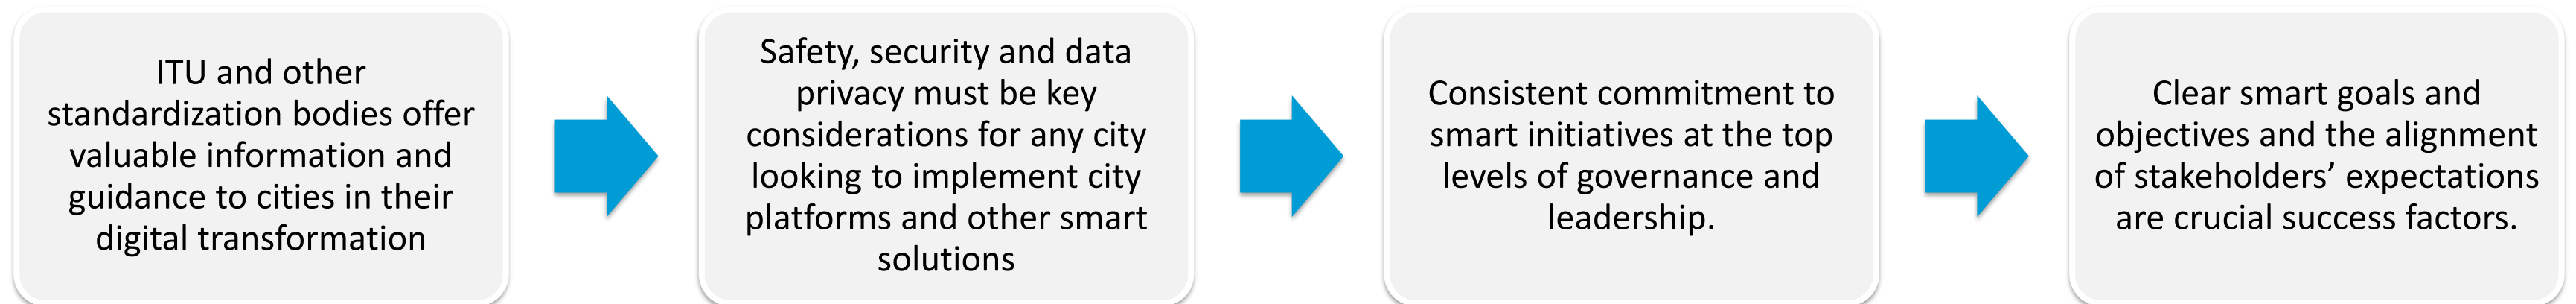 ITU and other
standardization bodies offer
valuable information and
guidance to cities in their
digital transformation
Safety, security and data
privacy must be key
considerations for any city
looking to implement city
platforms and other smart
solutions
Consistent commitment to
smart initiatives at the top
levels of governance and
leadership.
Clear smart goals and
objectives and the alignment
of stakeholders’ expectations
are crucial success factors.